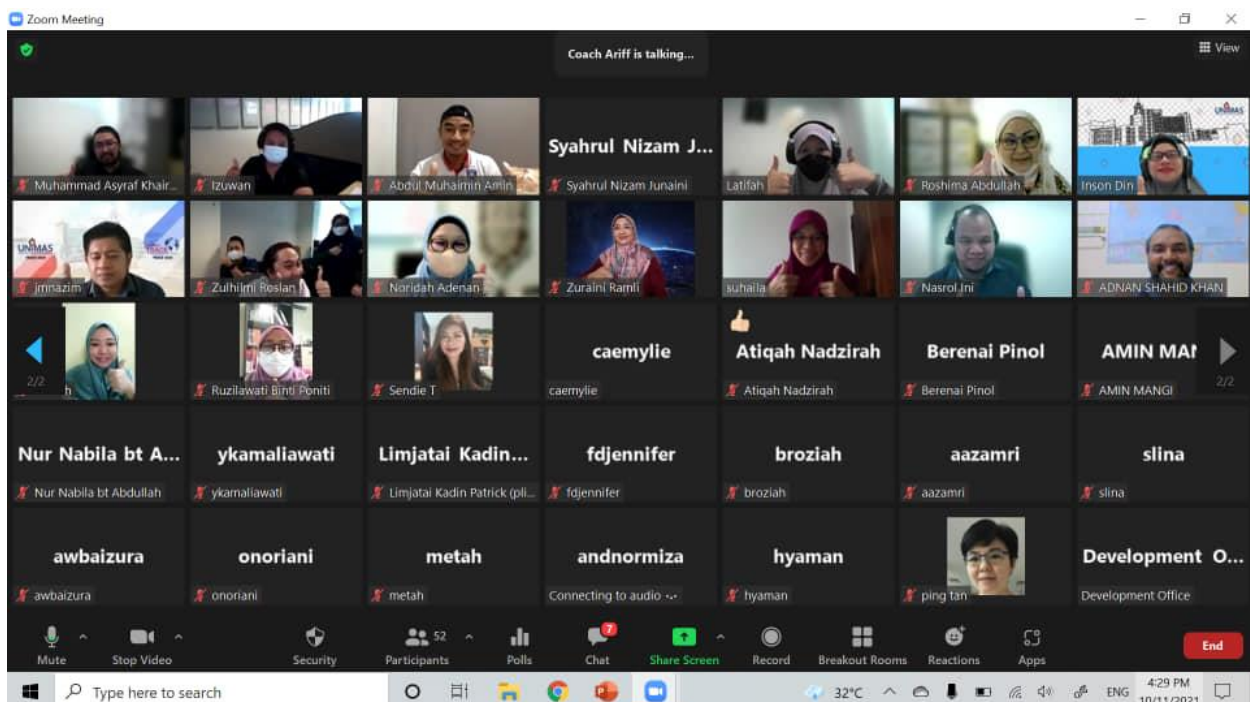 Zoom Meeting
Coach Ariff is talking...
View
Muhammad Asyraf Khair...
Izuwan
Abdul Muhaimin Amin
Syahrul Nizam J...
Syahrul Nizam Junaini
Latifah
Roshima Abdullah
UNIMAS
Inson Din
UNIMAS
jmnazim
Zulhilmi Roslan
Noridah Adenan
Zuraini Ramli
suhaila
Nasrol Ini
ADNAN SHAHID KHAN
2/2
h
Ruzilawati Binti Poniti
Sendie T
caemylie
caemylie
Atiqah Nadzirah
Atiqah Nadzirah
Berenai Pinol
Berenai Pinol
AMIN MAN
AMIN MANGI
2/2
Nur Nabila bt A...
Nur Nabila bt Abdullah
ykamaliawati
ykamaliawati
Limjatai Kadin...
Limjatai Kadin Patrick (pli...
fdjennifer
fdjennifer
broziah
broziah
aazamri
aazamri
slina
slina
awbaizura
awbaizura
onoriani
onoriani
metah
metah
andnormiza
Connecting to audio
hyaman
hyaman
ping tan
Development O...
Development Office
Mute
Stop Video
Security
52
Participants
Polls
7
Chat
Share Screen
Record
Breakout Rooms
Reactions
Apps
End
Type here to search
32°C
ENG
4:29 PM
10/11/2021